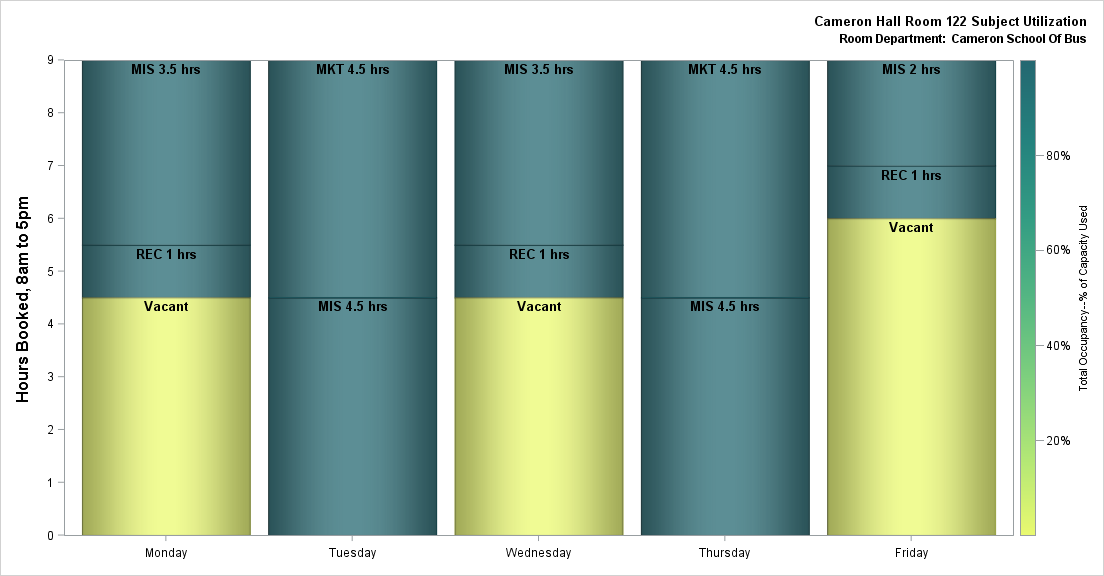 Cameron Hall Room 122 Subject Utilization
Room Department: Cameron School Of Bus
Hours Booked, 8am to 5pm
9
8
7
6
5
4
3
2
1
0
MIS 3.5 hrs
REC 1 hrs
Vacant
MKT 4.5 hrs
MIS 4.5 hrs
MIS 3.5 hrs
REC 1 hrs
Vacant
MKT 4.5 hrs
MIS 4.5 hrs
MIS 2 hrs
REC 1 hrs
Vacant
Monday
Tuesday
Wednesday
Thursday
Friday
80%
60%
40%
20%
Total Occupancy--% of Capacity Used